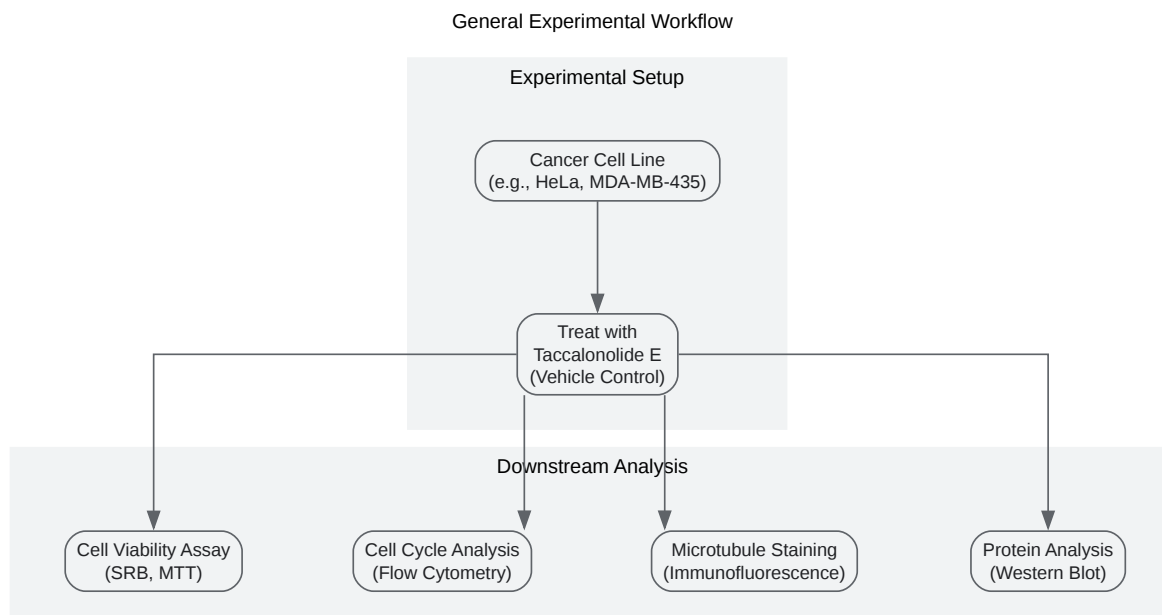 General Experimental Workflow
Experimental Setup
Cancer Cell Line
(e.g., HeLa, MDA-MB-435)
Treat with
Taccalonolide E
(Vehicle Control)
Downstream Analysis
Cell Viability Assay
(SRB, MTT)
Cell Cycle Analysis
(Flow Cytometry)
Microtubule Staining
(Immunofluorescence)
Protein Analysis
(Western Blot)